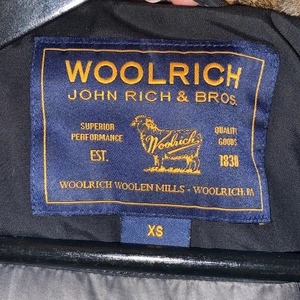 WOOLRICH
JOHN RICH & BROS.
SUPERIOR PERFORMANCE
QUALITY GOODS
Woolrich
EST.
1830
WOOLRICH WOOLEN MILLS - WOOLRICH, PA
XS